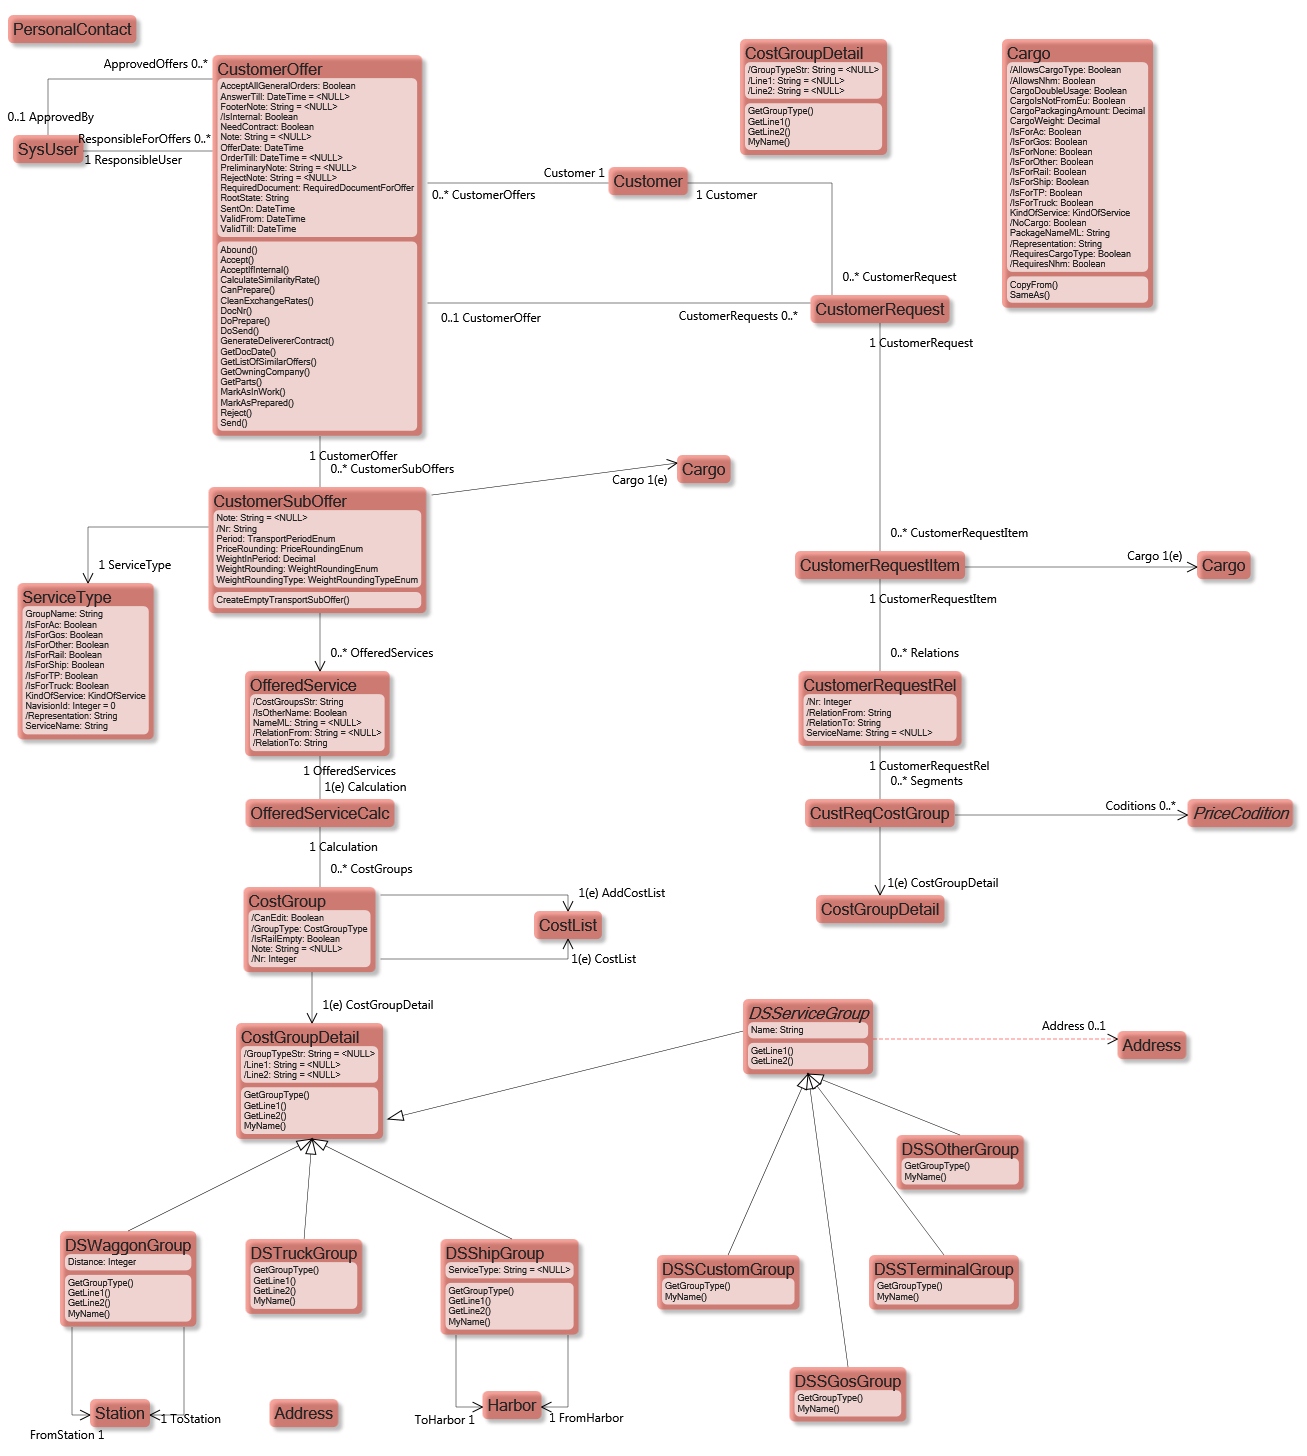 PersonalContact
ApprovedOffers 0..*
0..1 ApprovedBy
SysUser
ResponsibleForOffers 0..*
1 ResponsibleUser
CustomerOffer
AcceptAllGeneralOrders: Boolean
AnswerTill: DateTime = <NULL>
FooterNote: String = <NULL>
/IsInternal: Boolean
NeedContract: Boolean
Note: String = <NULL>
OfferDate: DateTime
OrderTill: DateTime = <NULL>
PreliminaryNote: String = <NULL>
RejectNote: String = <NULL>
RequiredDocument: RequiredDocumentForOffer
RootState: String
SentOn: DateTime
ValidFrom: DateTime
ValidTill: DateTime
Abound()
Accept()
AcceptIfInternal()
CalculateSimilarityRate()
CanPrepare()
CleanExchangeRates()
DocNr()
DoPrepare()
DoSend()
GenerateDelivererContract()
GetDocDate()
GetListOfSimilarOffers()
GetOwningCompany()
GetParts()
MarkAsInWork()
MarkAsPrepared()
Reject()
Send()
Customer 1
0..* CustomerOffers
Customer
1 Customer
0..* CustomerRequest
0..1 CustomerOffer
CustomerRequests 0..*
CustomerRequest
1 CustomerRequest
CostGroupDetail
/GroupTypeStr: String = <NULL>
/Line1: String = <NULL>
/Line2: String = <NULL>
GetGroupType()
GetLine1()
GetLine2()
MyName()
Cargo
/AllowsCargoType: Boolean
/AllowsNhm: Boolean
CargoDoubleUsage: Boolean
CargoIsNotFromEu: Boolean
CargoPackagingAmount: Decimal
CargoWeight: Decimal
/IsForAc: Boolean
/IsForGos: Boolean
/IsForNone: Boolean
/IsForOther: Boolean
/IsForRail: Boolean
/IsForShip: Boolean
/IsForTP: Boolean
/IsForTruck: Boolean
KindOfService: KindOfService
/NoCargo: Boolean
PackageNameML: String
/Representation: String
/RequiresCargoType: Boolean
/RequiresNhm: Boolean
CopyFrom()
SameAs()
1 CustomerOffer
0..* CustomerSubOffers
Cargo 1(e)
Cargo
CustomerSubOffer
Note: String = <NULL>
/Nr: String
Period: TransportPeriodEnum
PriceRounding: PriceRoundingEnum
WeightInPeriod: Decimal
WeightRounding: WeightRoundingEnum
WeightRoundingType: WeightRoundingTypeEnum
CreateEmptyTransportSubOffer()
1 ServiceType
ServiceType
GroupName: String
/IsForAc: Boolean
/IsForGos: Boolean
/IsForOther: Boolean
/IsForRail: Boolean
/IsForShip: Boolean
/IsForTP: Boolean
/IsForTruck: Boolean
KindOfService: KindOfService
NavisionId: Integer = 0
/Representation: String
ServiceName: String
0..* CustomerRequestItem
CustomerRequestItem
Cargo 1(e)
Cargo
1 CustomerRequestItem
0..* Relations
0..* OfferedServices
OfferedService
/CostGroupsStr: String
/IsOtherName: Boolean
NameML: String = <NULL>
/RelationFrom: String = <NULL>
/RelationTo: String
CustomerRequestRel
/Nr: Integer
/RelationFrom: String
/RelationTo: String
ServiceName: String = <NULL>
1 OfferedServices
1(e) Calculation
OfferedServiceCalc
1 Calculation
0..* CostGroups
1 CustomerRequestRel
0..* Segments
CustReqCostGroup
Coditions 0..*
PriceCodition
1(e) CostGroupDetail
CostGroupDetail
CostGroup
/CanEdit: Boolean
/GroupType: CostGroupType
/IsRailEmpty: Boolean
Note: String = <NULL>
/Nr: Integer
1(e) AddCostList
CostList
1(e) CostList
1(e) CostGroupDetail
CostGroupDetail
/GroupTypeStr: String = <NULL>
/Line1: String = <NULL>
/Line2: String = <NULL>
GetGroupType()
GetLine1()
GetLine2()
MyName()
DSServiceGroup
Name: String
GetLine1()
GetLine2()
Address 0..1
Address
DSSOtherGroup
GetGroupType()
MyName()
DSWaggonGroup
Distance: Integer
GetGroupType()
GetLine1()
GetLine2()
MyName()
DSTruckGroup
GetGroupType()
GetLine1()
GetLine2()
MyName()
DSShipGroup
ServiceType: String = <NULL>
GetGroupType()
GetLine1()
GetLine2()
MyName()
DSSCustomGroup
GetGroupType()
MyName()
DSSTerminalGroup
GetGroupType()
MyName()
DSSGosGroup
GetGroupType()
MyName()
Station
1 ToStation
FromStation 1
Address
Harbor
ToHarbor 1
1 FromHarbor